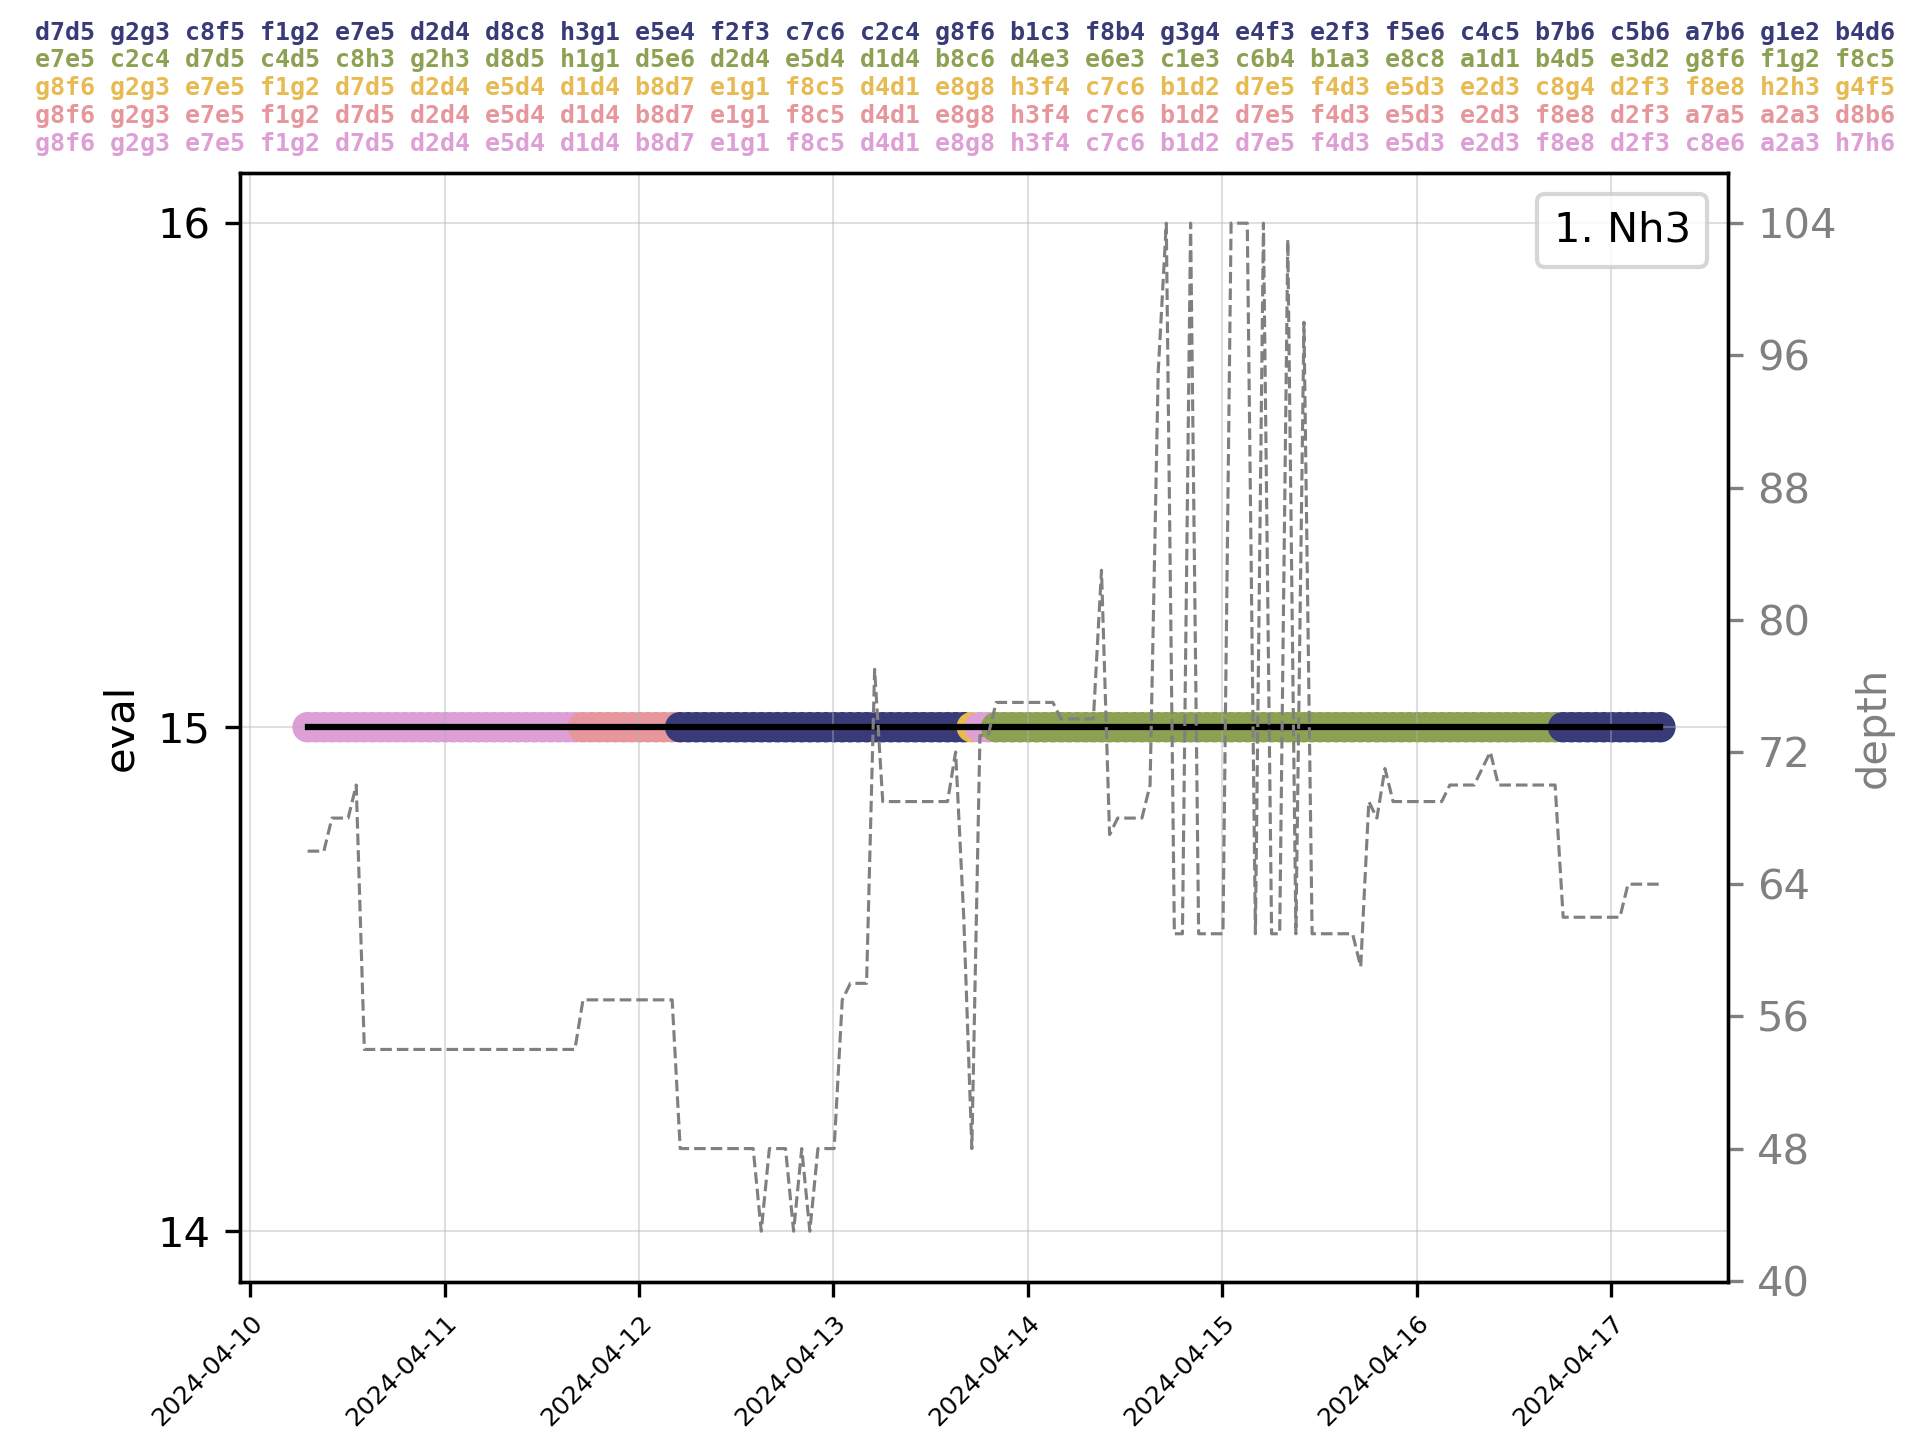 d7d5 g2g3 c8f5 f1g2 e7e5 d2d4 d8c8 h3g1 e5e4 f2f3 c7c6 c2c4 g8f6 b1c3 f8b4 g3g4 e4f3 e2f3 f5e6 c4c5 b7b6 c5b6 a7b6 g1e2 b4d6
e7e5 c2c4 d7d5 c4d5 c8h3 g2h3 d8d5 h1g1 d5e6 d2d4 e5d4 d1d4 b8c6 d4e3 e6e3 c1e3 c6b4 b1a3 e8c8 a1d1 b4d5 e3d2 g8f6 f1g2 f8c5
g8f6 g2g3 e7e5 f1g2 d7d5 d2d4 e5d4 d1d4 b8d7 e1g1 f8c5 d4d1 e8g8 h3f4 c7c6 b1d2 d7e5 f4d3 e5d3 e2d3 c8g4 d2f3 f8e8 h2h3 g4f5
g8f6 g2g3 e7e5 f1g2 d7d5 d2d4 e5d4 d1d4 b8d7 e1g1 f8c5 d4d1 e8g8 h3f4 c7c6 b1d2 d7e5 f4d3 e5d3 e2d3 f8e8 d2f3 a7a5 a2a3 d8b6
g8f6 g2g3 e7e5 f1g2 d7d5 d2d4 e5d4 d1d4 b8d7 e1g1 f8c5 d4d1 e8g8 h3f4 c7c6 b1d2 d7e5 f4d3 e5d3 e2d3 f8e8 d2f3 c8e6 a2a3 h7h6
1. Nh3
eval
16
15
14
104
96
88
80
72
64
56
48
40
depth
2024-04-10
2024-04-11
2024-04-12
2024-04-13
2024-04-14
2024-04-15
2024-04-16
2024-04-17